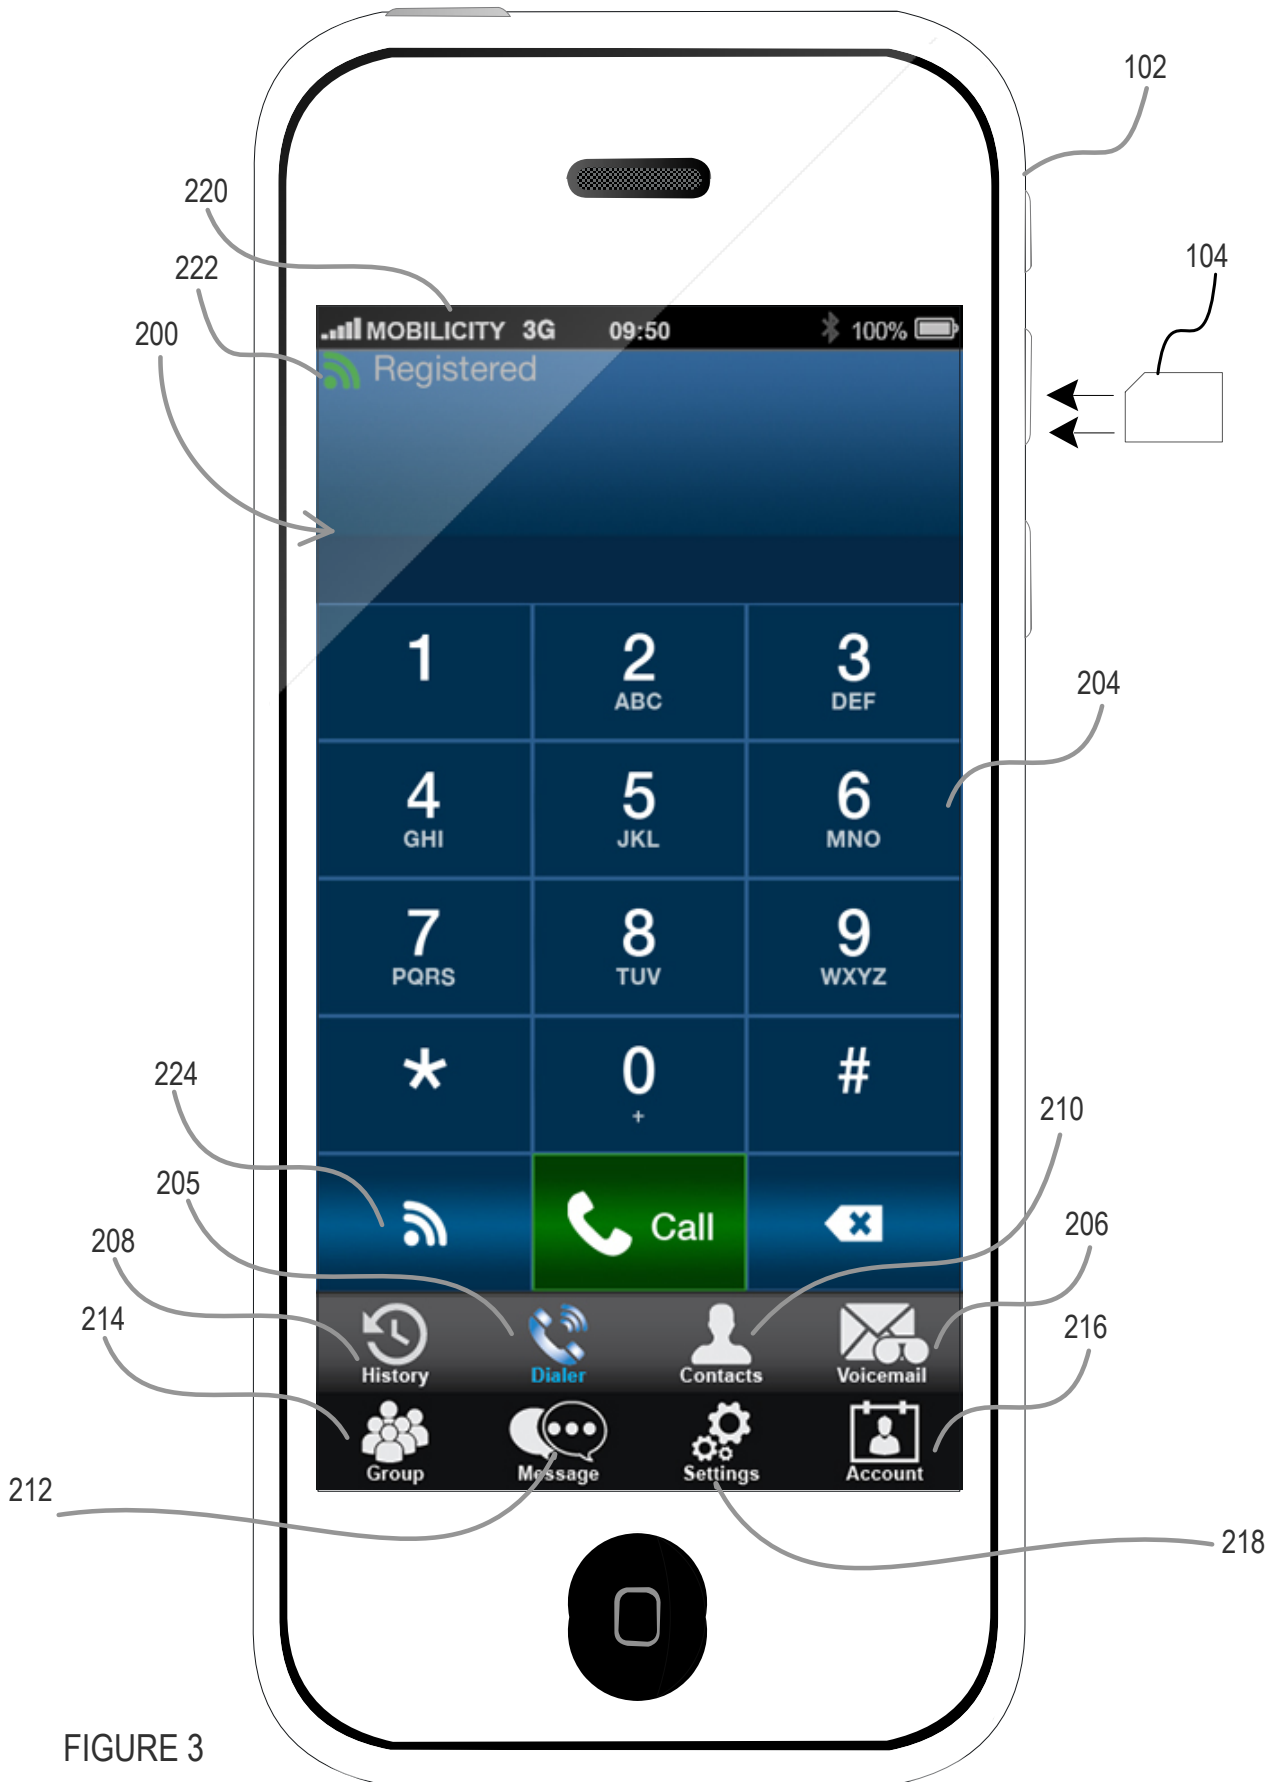 102
220
104
222
200
MOBILICITY 3G 09:50 100%
Registered
1 2 3
ABC DEF
204
4 5 6
GHI JKL MNO
7 8 9
PQRS TUV WXYZ
* 0 #
+
224
210
205
Call
206
208
214
216
History Dialer Contacts Voicemail
Group Message Settings Account
212
218
FIGURE 3